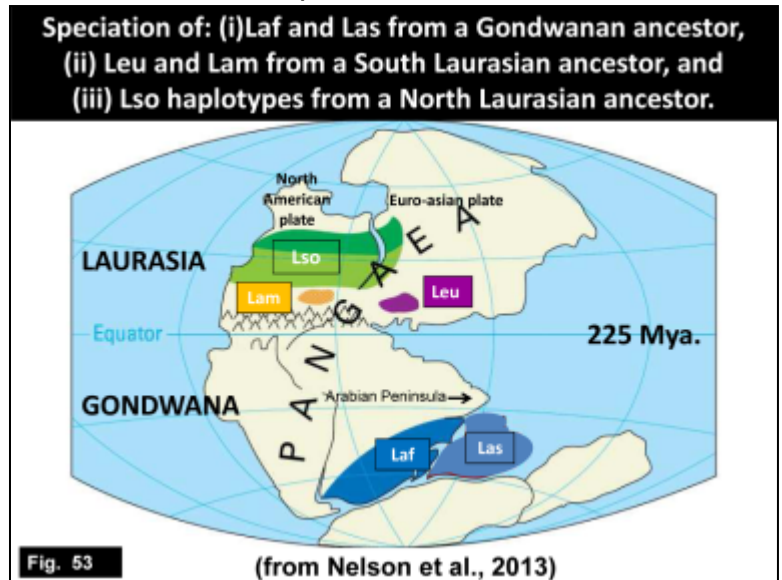 Speciation of: (i)Laf and Las from a Gondwanan ancestor,
(ii) Leu and Lam from a South Laurasian ancestor, and
(iii) Lso haplotypes from a North Laurasian ancestor.
North
American
plate
Euro-asian plate
LAURASIA
Lso
Lam
Leu
PANGAEA
Equator
225 Mya.
GONDWANA
Arabian Peninsula
Laf
Las
Fig. 53
(from Nelson et al., 2013)